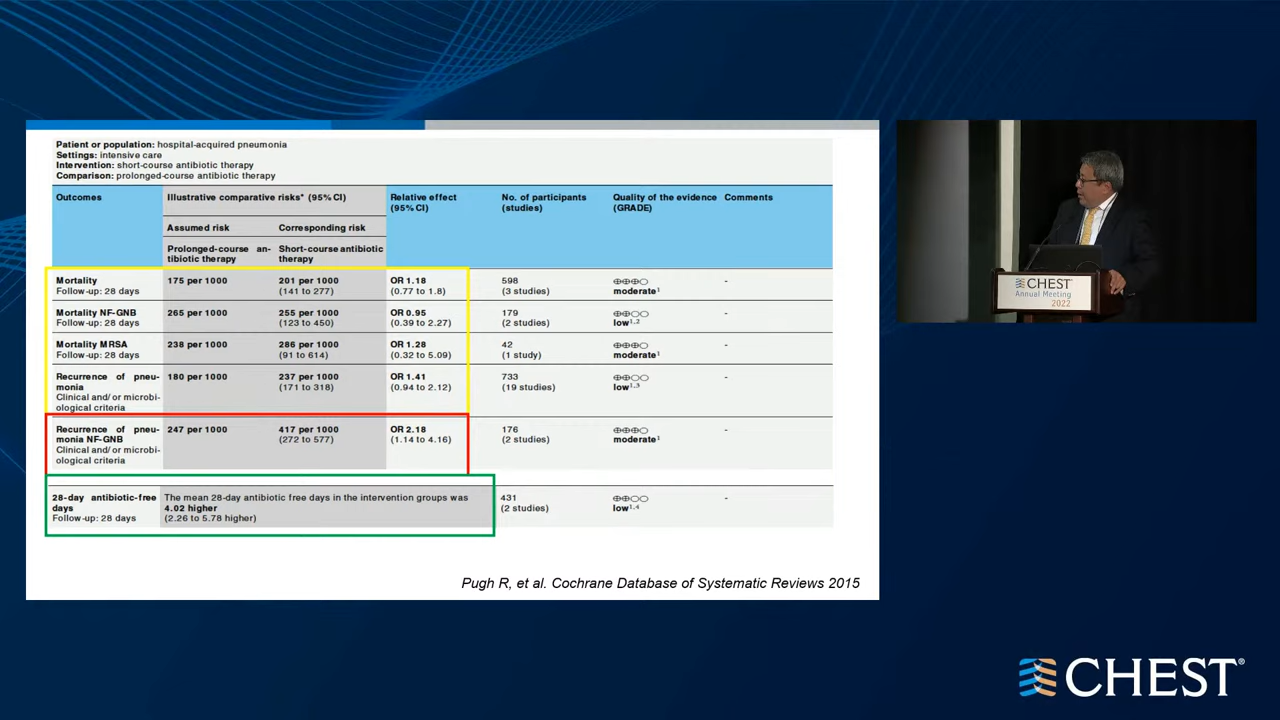 Patient or population: hospital-acquired pneumonia
Settings: intensive care
Intervention: short-course antibiotic therapy
Comparison: prolonged-course antibiotic therapy
Outcomes
Illustrative comparative risks* (95% CI)
Relative effect
(95% CI)
No. of participants
(studies)
Quality of the evidence
(GRADE)
Comments
Assumed risk
Corresponding risk
Prolonged-course an-
tibiotic therapy
Short-course antibiotic
therapy
Mortality
Follow-up: 28 days
175 per 1000
201 per 1000
(141 to 277)
OR 1.18
(0.77 to 1.8)
598
(3 studies)
⊕⊕⊕○
moderate¹
-
Mortality NF-GNB
Follow-up: 28 days
265 per 1000
255 per 1000
(123 to 450)
OR 0.95
(0.39 to 2.27)
179
(2 studies)
⊕⊕○○
low¹,²
-
Mortality MRSA
Follow-up: 28 days
238 per 1000
286 per 1000
(91 to 614)
OR 1.28
(0.32 to 5.09)
42
(1 study)
⊕⊕⊕○
moderate¹
-
Recurrence of pneu-
monia
Clinical and/ or microbi-
ological criteria
180 per 1000
237 per 1000
(171 to 318)
OR 1.41
(0.94 to 2.12)
733
(19 studies)
⊕⊕○○
low¹,³
-
Recurrence of pneu-
monia NF-GNB
Clinical and/ or microbi-
ological criteria
247 per 1000
417 per 1000
(272 to 577)
OR 2.18
(1.14 to 4.16)
176
(2 studies)
⊕⊕⊕○
moderate¹
-
28-day antibiotic-free
days
Follow-up: 28 days
The mean 28-day antibiotic free days in the intervention groups was
4.02 higher
(2.26 to 5.78 higher)
431
(2 studies)
⊕⊕○○
low¹,⁴
-
Pugh R, et al. Cochrane Database of Systematic Reviews 2015
CHEST
Annual Meeting
2022
CHEST®